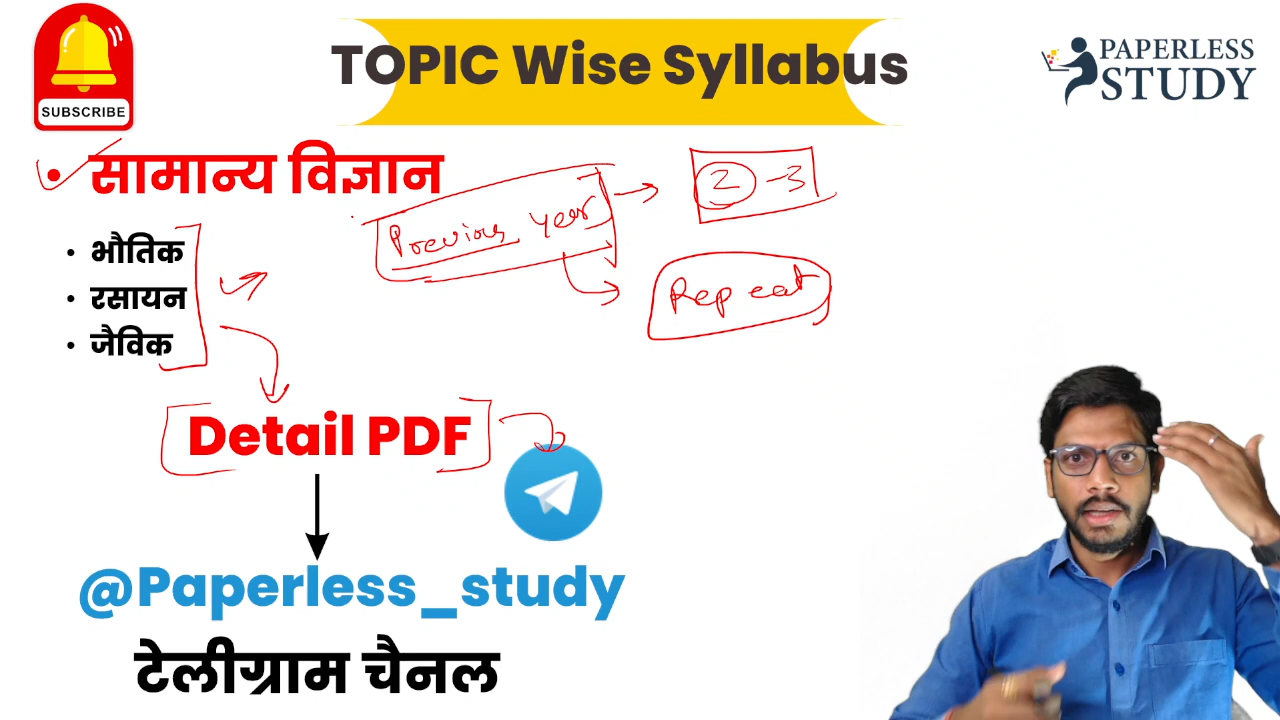 SUBSCRIBE
TOPIC Wise Syllabus
PAPERLESS
STUDY
• सामान्य विज्ञान
Previous Year
2 - 3
• भौतिक
• रसायन
• जैविक
Repeat
Detail PDF
@Paperless_study
टेलीग्राम चैनल